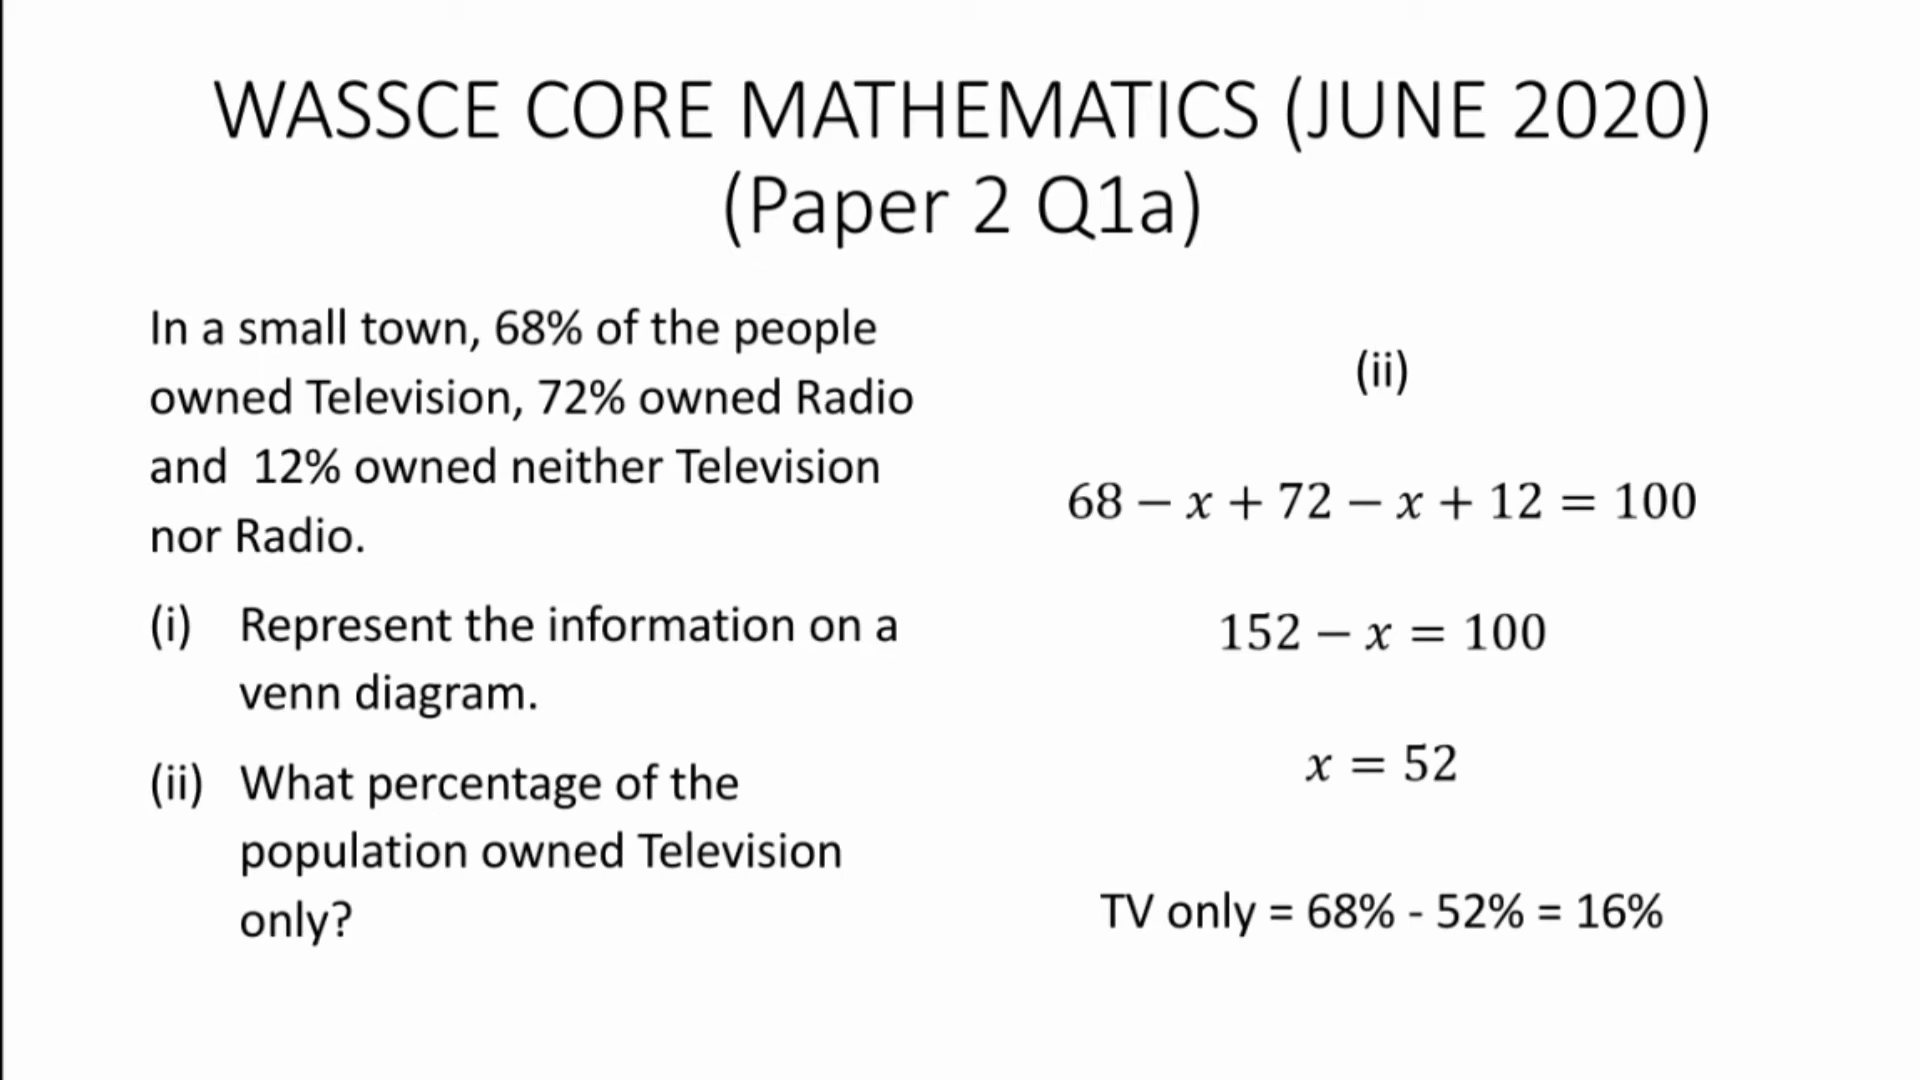 WASSCE CORE MATHEMATICS (JUNE 2020)
(Paper 2 Q1a)
In a small town, 68% of the people
owned Television, 72% owned Radio
and 12% owned neither Television
nor Radio.
(i) Represent the information on a
venn diagram.
(ii) What percentage of the
population owned Television
only?
(ii)
68 − x + 72 − x + 12 = 100
152 − x = 100
x = 52
TV only = 68% - 52% = 16%